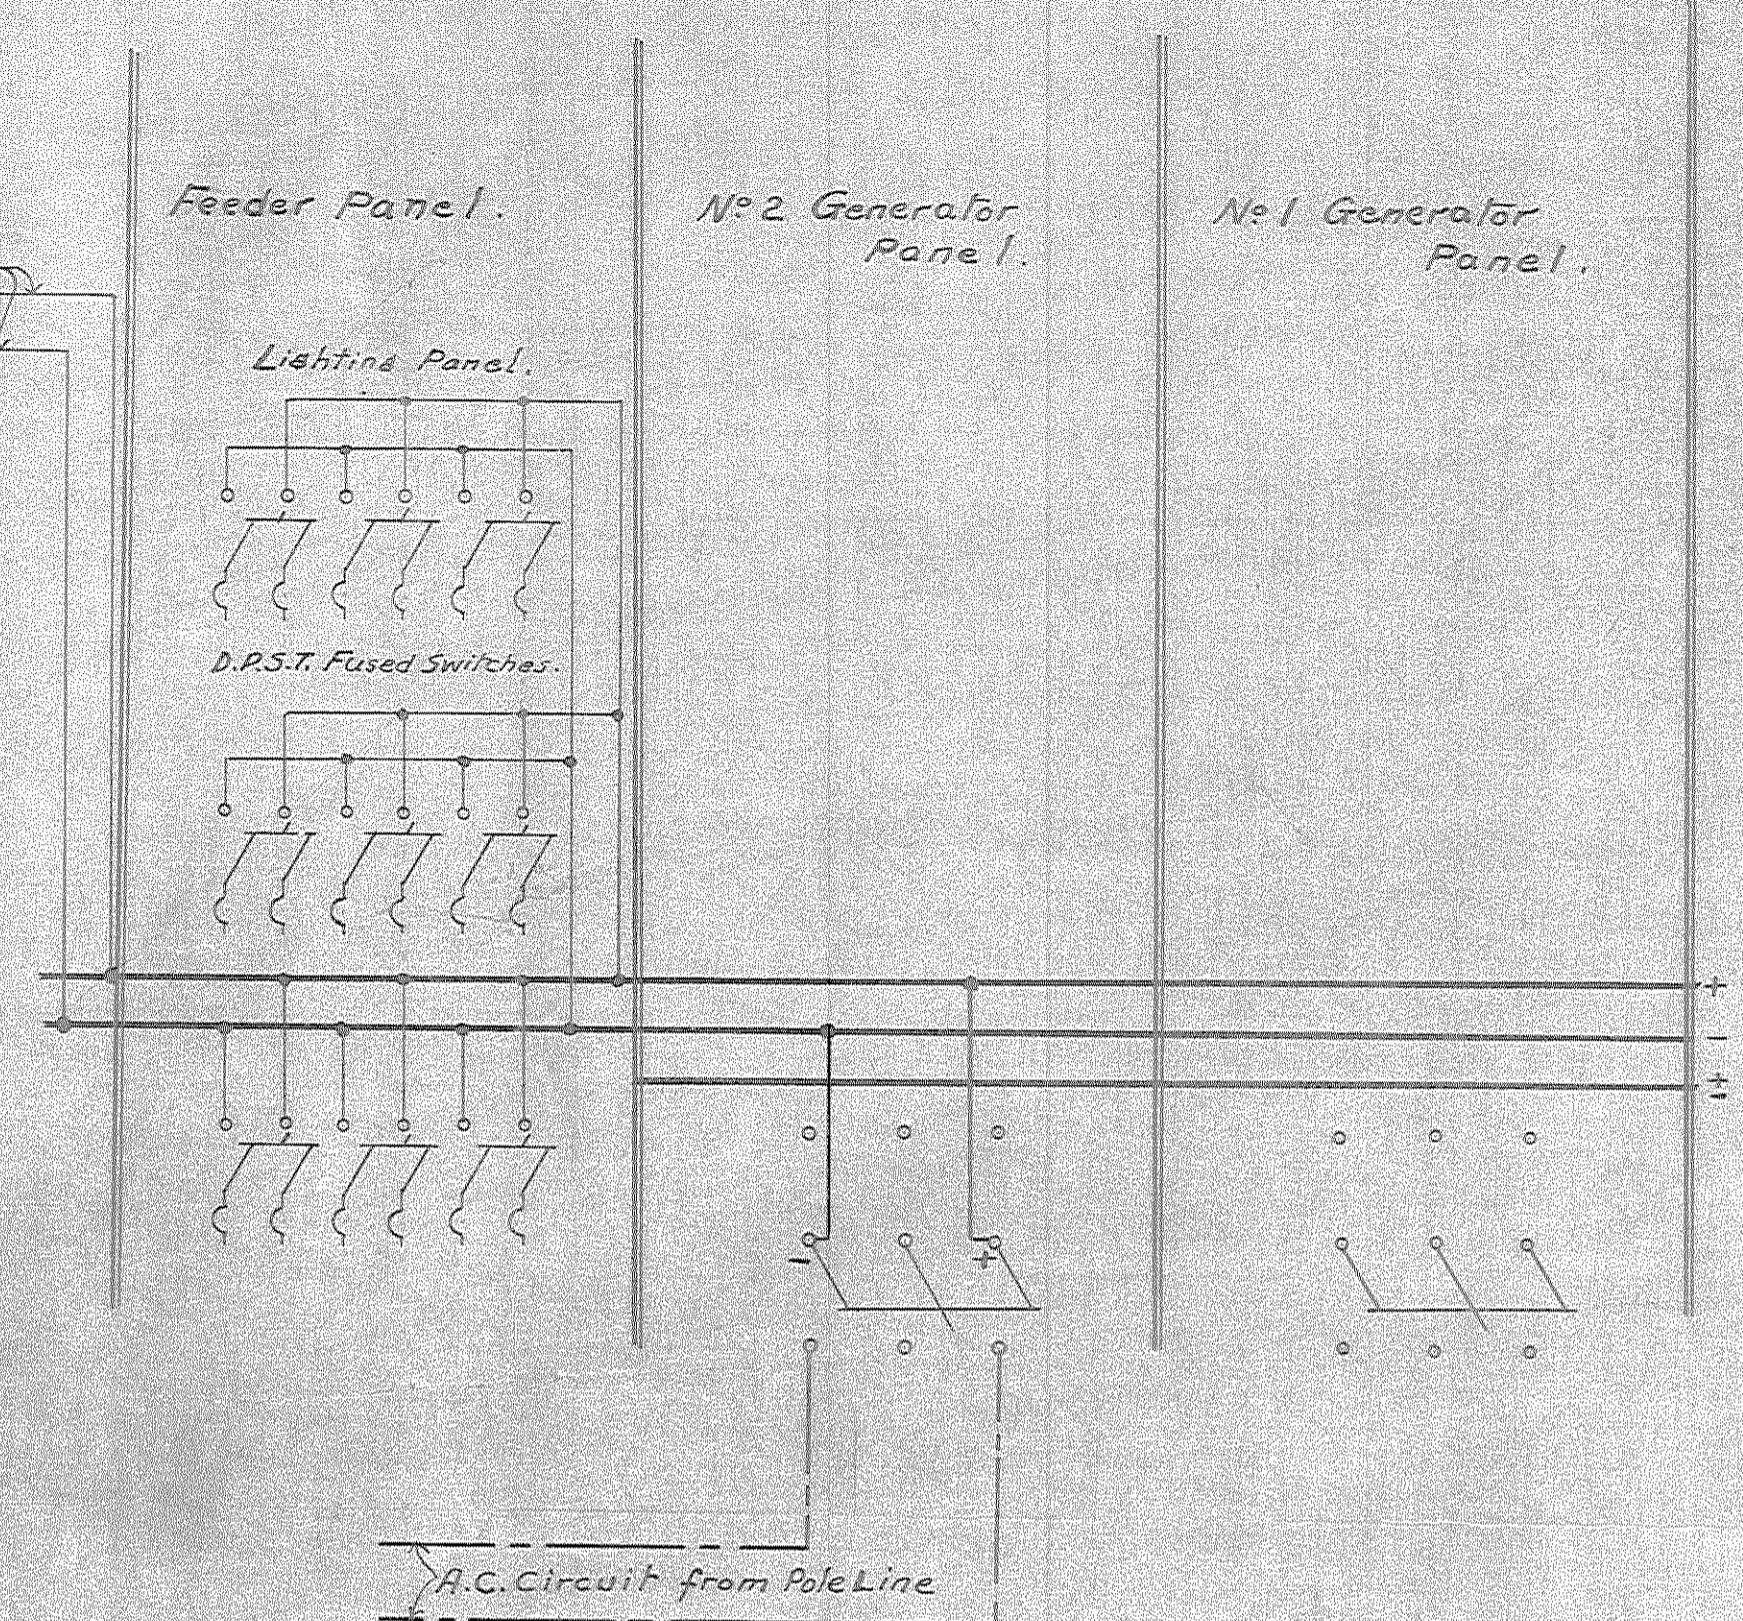 Feeder Panel.
Nº 2 Generator
Panel.
Nº 1 Generator
Panel.
Lighting Panel.
D.P.S.T. Fused Switches.
+
−
±
−
+
A.C. Circuit from Pole Line